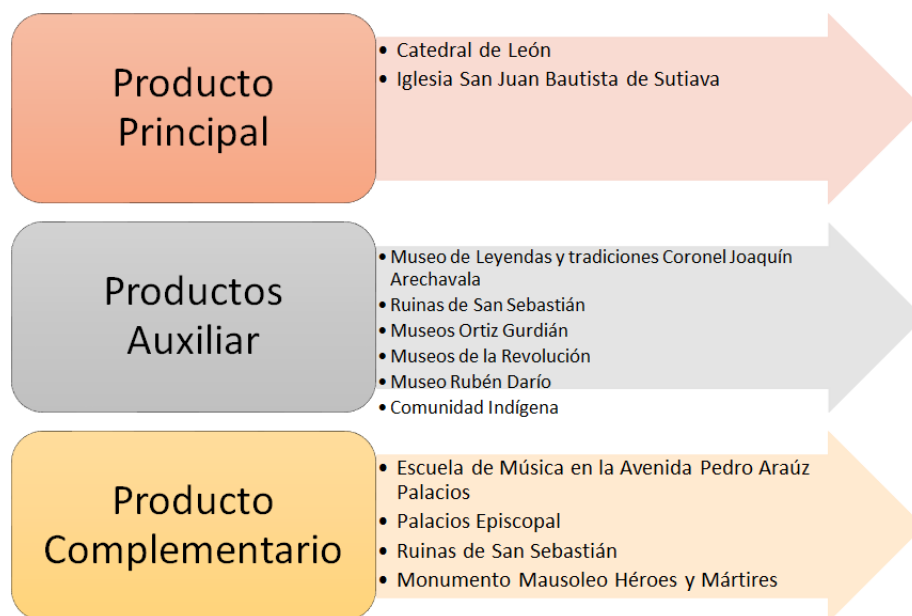 Producto
Principal
• Catedral de León
• Iglesia San Juan Bautista de Sutiava
Productos
Auxiliar
• Museo de Leyendas y tradiciones Coronel Joaquín
Arechavala
• Ruinas de San Sebastián
• Museos Ortiz Gurdián
• Museos de la Revolución
• Museo Rubén Darío
• Comunidad Indígena
Producto
Complementario
• Escuela de Música en la Avenida Pedro Araúz
Palacios
• Palacios Episcopal
• Ruinas de San Sebastián
• Monumento Mausoleo Héroes y Mártires